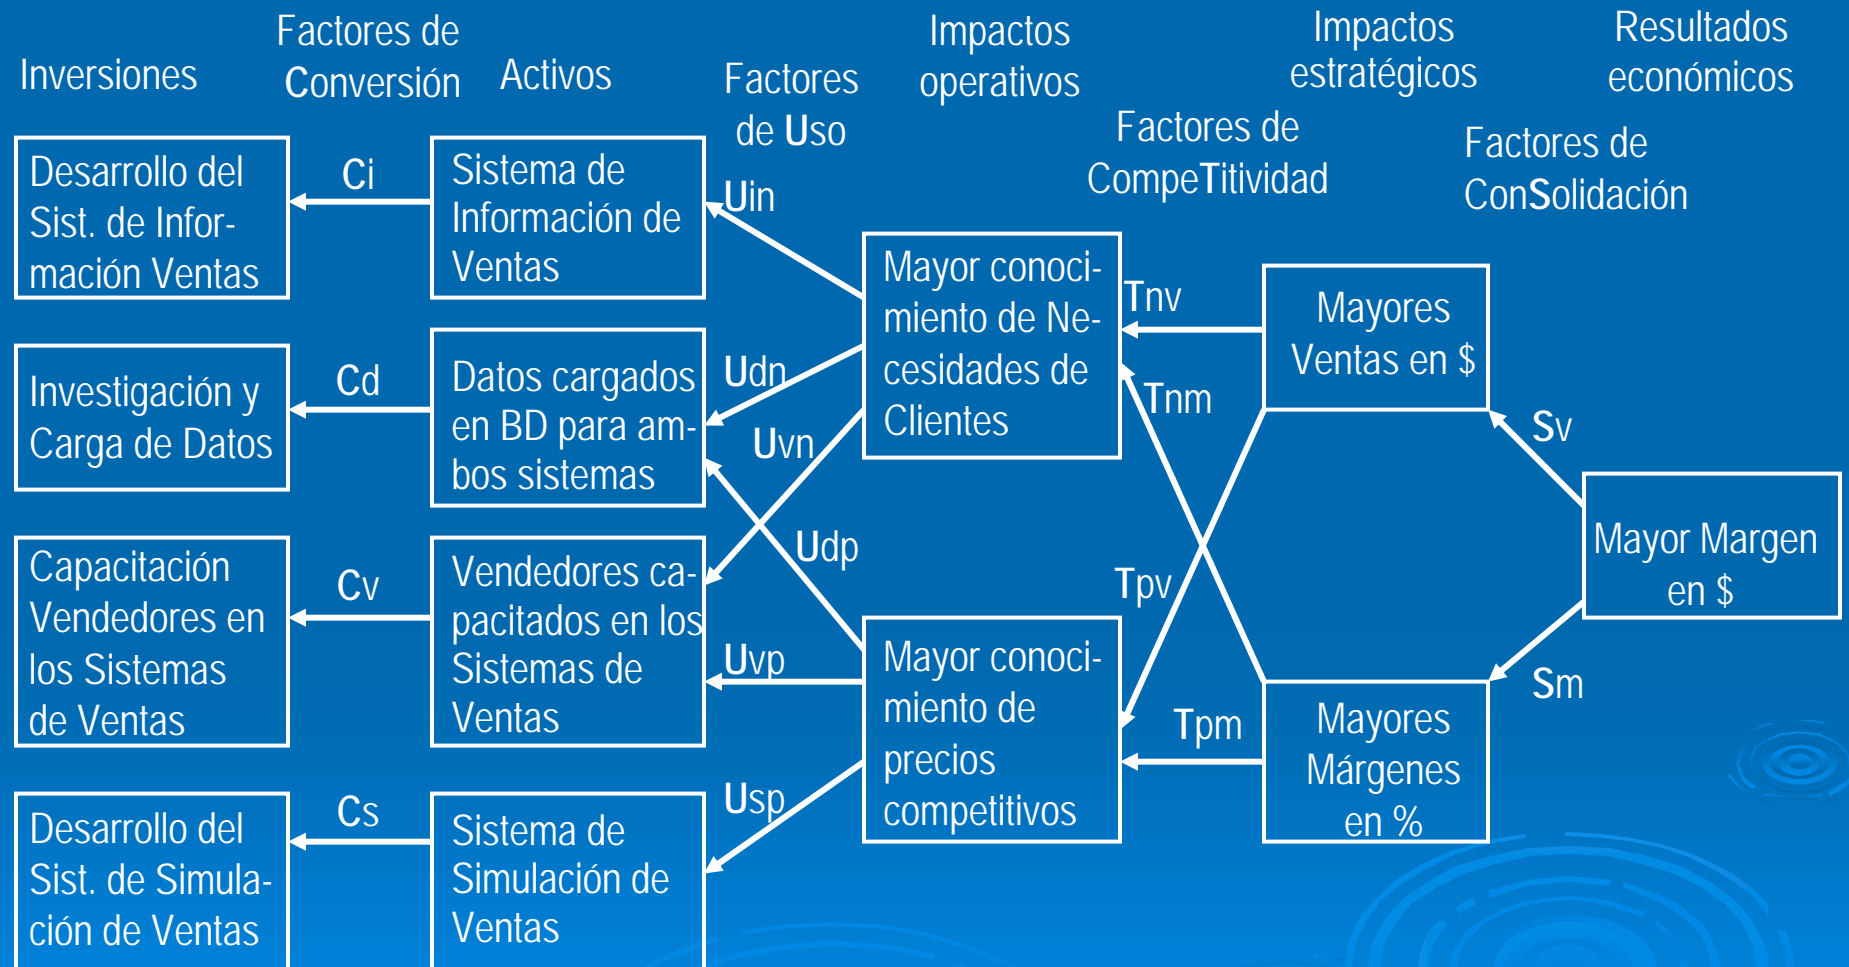 Inversiones
Factores de
Conversión
Activos
Factores
de Uso
Impactos
operativos
Factores de
CompeTitividad
Impactos
estratégicos
Factores de
ConSolidación
Resultados
económicos
Desarrollo del
Sist. de Infor-
mación Ventas
Ci
Sistema de
Información de
Ventas
Investigación y
Carga de Datos
Cd
Datos cargados
en BD para am-
bos sistemas
Capacitación
Vendedores en
los Sistemas
de Ventas
Cv
Vendedores ca-
pacitados en los
Sistemas de
Ventas
Desarrollo del
Sist. de Simula-
ción de Ventas
Cs
Sistema de
Simulación de
Ventas
Uin
Udn
Uvn
Udp
Uvp
Usp
Mayor conoci-
miento de Ne-
cesidades de
Clientes
Mayor conoci-
miento de
precios
competitivos
Tnv
Tnm
Tpv
Tpm
Mayores
Ventas en $
Mayores
Márgenes
en %
Sv
Sm
Mayor Margen
en $